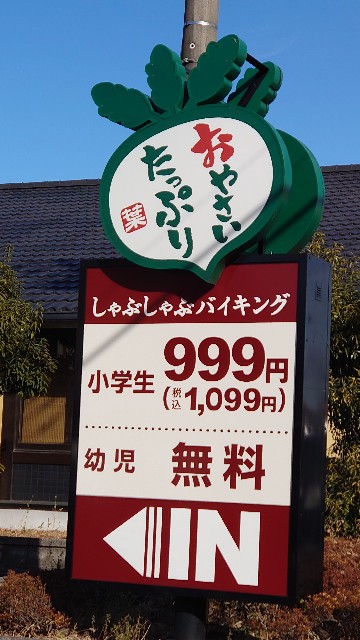 おやさい
たっぷり
葉
しゃぶしゃぶバイキング
小学生 999円
(税込1,099円)
幼児 無料
IN